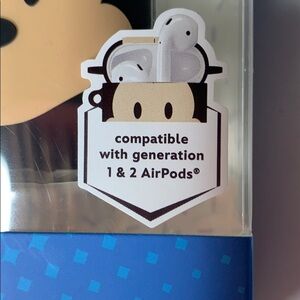 compatible
with generation
1 & 2 AirPods®